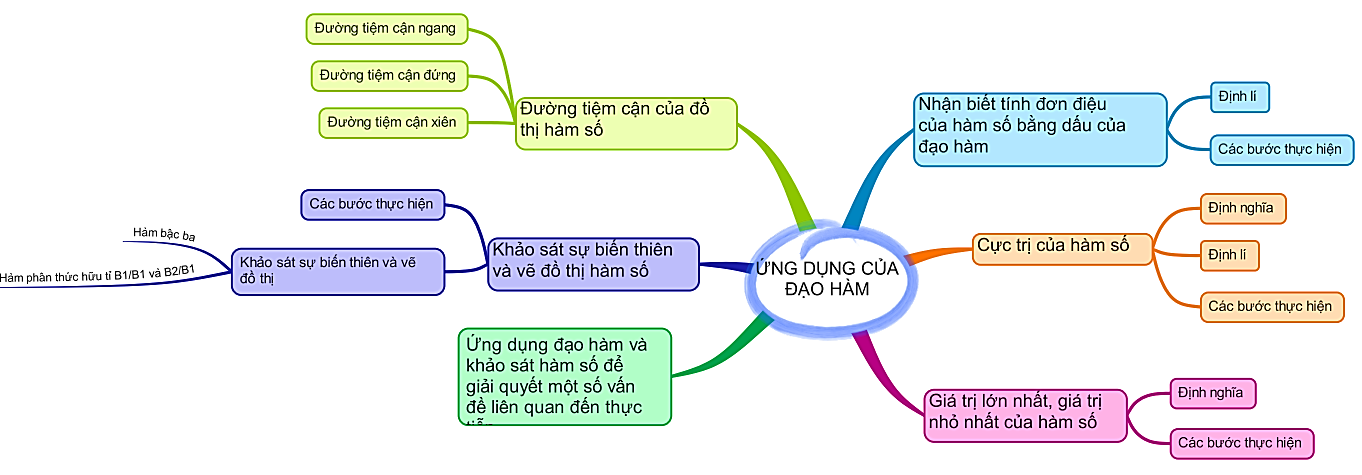 ỨNG DỤNG CỦA
ĐẠO HÀM
Nhận biết tính đơn điệu
của hàm số bằng dấu của
đạo hàm
Định lí
Các bước thực hiện
Cực trị của hàm số
Định nghĩa
Định lí
Các bước thực hiện
Giá trị lớn nhất, giá trị
nhỏ nhất của hàm số
Định nghĩa
Các bước thực hiện
Đường tiệm cận của đồ
thị hàm số
Đường tiệm cận ngang
Đường tiệm cận đứng
Đường tiệm cận xiên
Khảo sát sự biến thiên
và vẽ đồ thị hàm số
Các bước thực hiện
Khảo sát sự biến thiên và vẽ
đồ thị
Hàm bậc ba
Hàm phân thức hữu tỉ B1/B1 và B2/B1
Ứng dụng đạo hàm và
khảo sát hàm số để
giải quyết một số vấn
đề liên quan đến thực